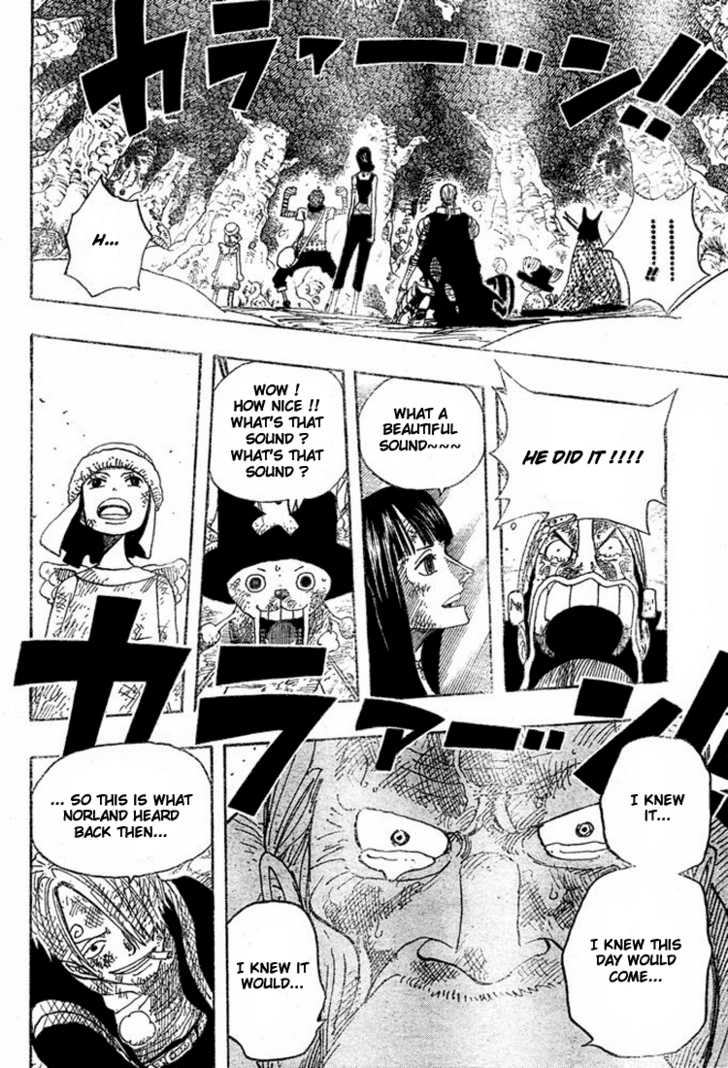 カラァー…ン!!
……!!
H...
HE DID IT !!!!
WHAT A
BEAUTIFUL
SOUND~~~
WOW !
HOW NICE !!
WHAT'S THAT
SOUND ?
WHAT'S THAT
SOUND ?
カラァー…ン!!
I KNEW
IT...
I KNEW THIS
DAY WOULD
COME...
I KNEW IT
WOULD...
... SO THIS IS WHAT
NORLAND HEARD
BACK THEN...